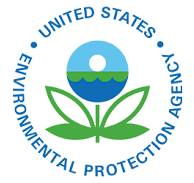 UNITED STATES
ENVIRONMENTAL PROTECTION AGENCY